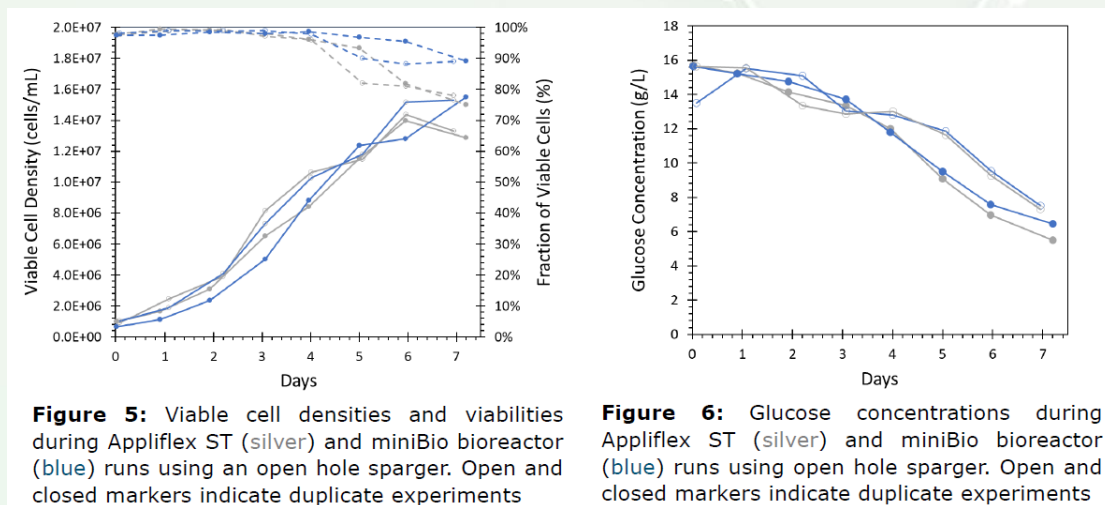 2.0E+07
1.8E+07
1.6E+07
1.4E+07
1.2E+07
1.0E+07
8.0E+06
6.0E+06
4.0E+06
2.0E+06
0.0E+00
Viable Cell Density (cells/mL)
100%
90%
80%
70%
60%
50%
40%
30%
20%
10%
0%
Fraction of Viable Cells (%)
0 1 2 3 4 5 6 7
Days
Figure 5: Viable cell densities and viabilities
during Appliflex ST (silver) and miniBio bioreactor
(blue) runs using an open hole sparger. Open and
closed markers indicate duplicate experiments
18
16
14
12
10
8
6
4
2
0
Glucose Concentration (g/L)
0 1 2 3 4 5 6 7
Days
Figure 6: Glucose concentrations during
Appliflex ST (silver) and miniBio bioreactor
(blue) runs using open hole sparger. Open and
closed markers indicate duplicate experiments